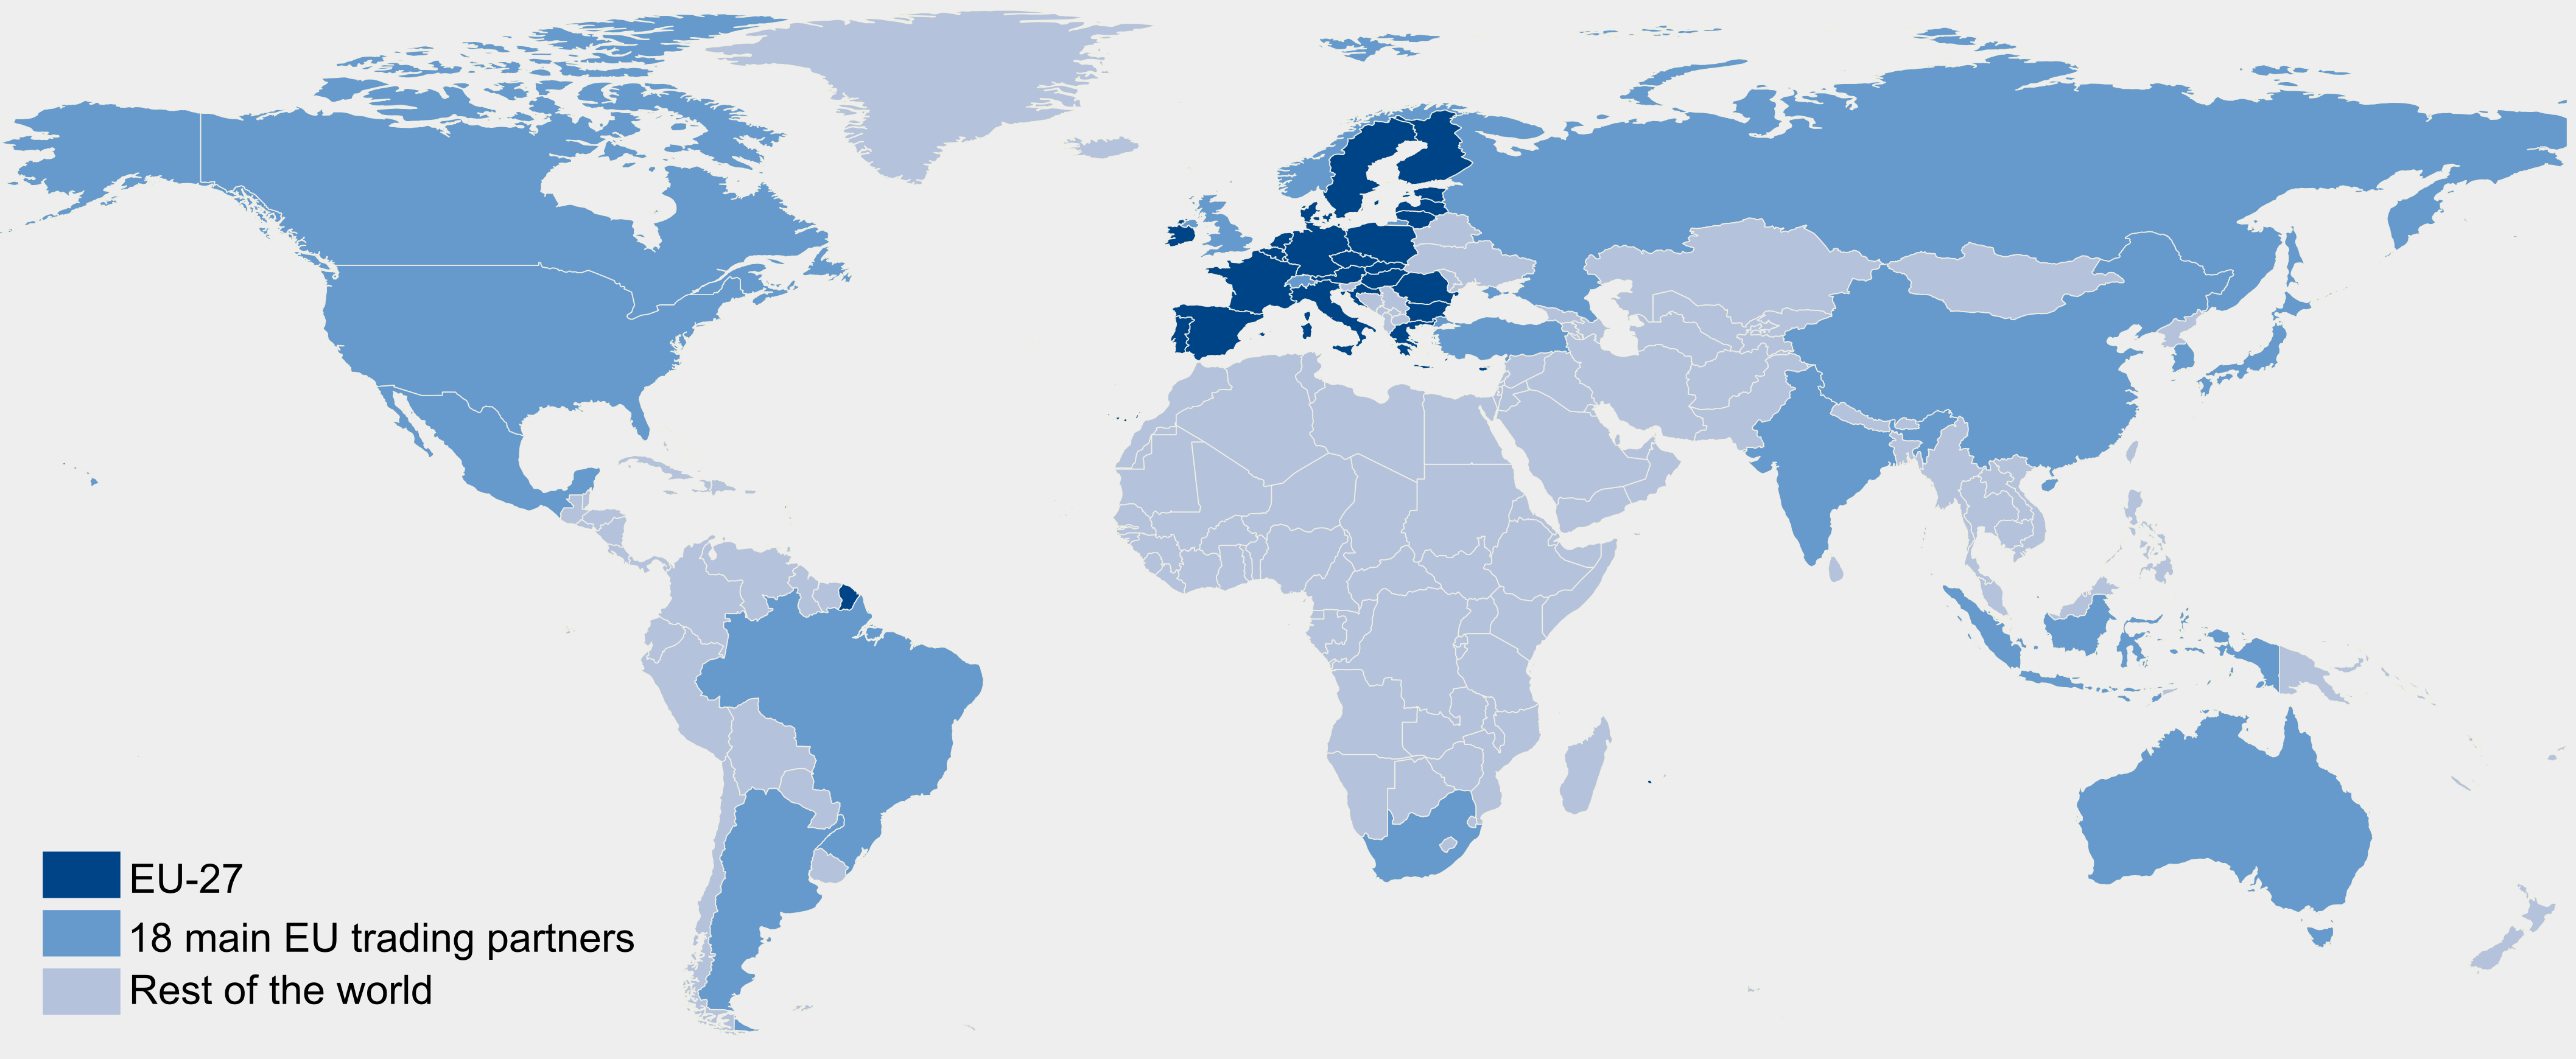 EU-27
18 main EU trading partners
Rest of the world